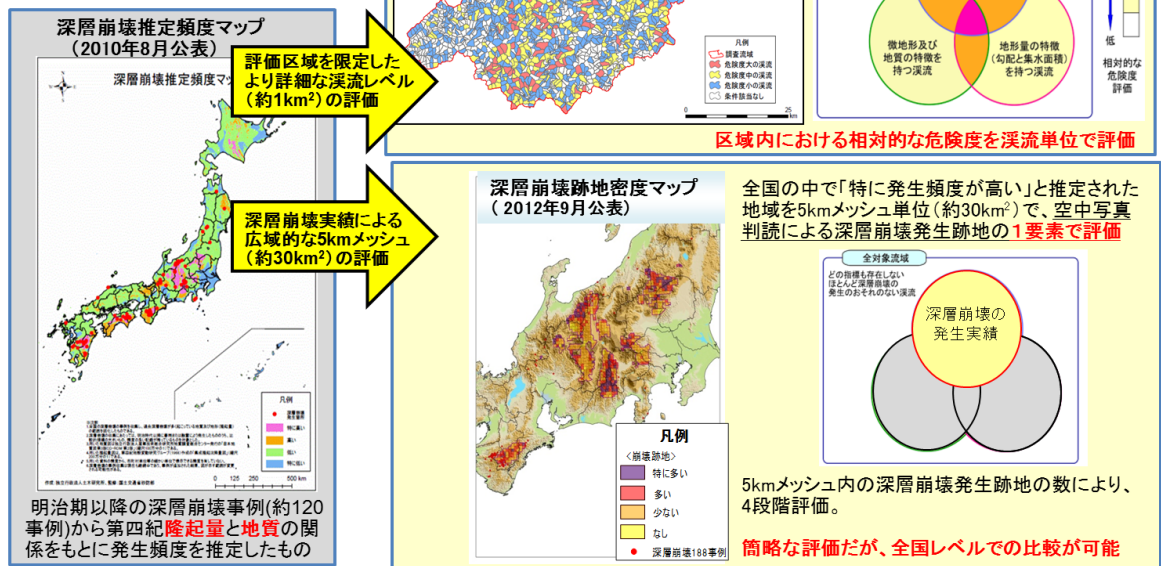 深層崩壊推定頻度マップ
（2010年8月公表）
深層崩壊推定頻度マッ
凡例
特に高い
高い
低い
特に低い
0 125 250 500 km
明治期以降の深層崩壊事例(約120
事例)から第四紀隆起量と地質の関
係をもとに発生頻度を推定したもの
評価区域を限定した
より詳細な渓流レベル
（約1km²）の評価
深層崩壊実績による
広域的な5kmメッシュ
（約30km²）の評価
凡例
調査流域
危険度大の渓流
危険度中の渓流
危険度小の渓流
条件該当なし
0 25
km
微地形及び
地質の特徴を
持つ渓流
地形量の特徴
（勾配と集水面積）
を持つ渓流
低
相対的な
危険度
評価
区域内における相対的な危険度を渓流単位で評価
深層崩壊跡地密度マップ
（ 2012年9月公表）
凡例
<崩壊跡地>
特に多い
多い
少ない
なし
深層崩壊188事例
全国の中で「特に発生頻度が高い」と推定された
地域を5kmメッシュ単位（約30km²）で、空中写真
判読による深層崩壊発生跡地の１要素で評価
全対象流域
どの指標も存在しない
ほとんど深層崩壊の
発生のおそれのない渓流
深層崩壊の
発生実績
5kmメッシュ内の深層崩壊発生跡地の数により、
4段階評価。
簡略な評価だが、全国レベルでの比較が可能